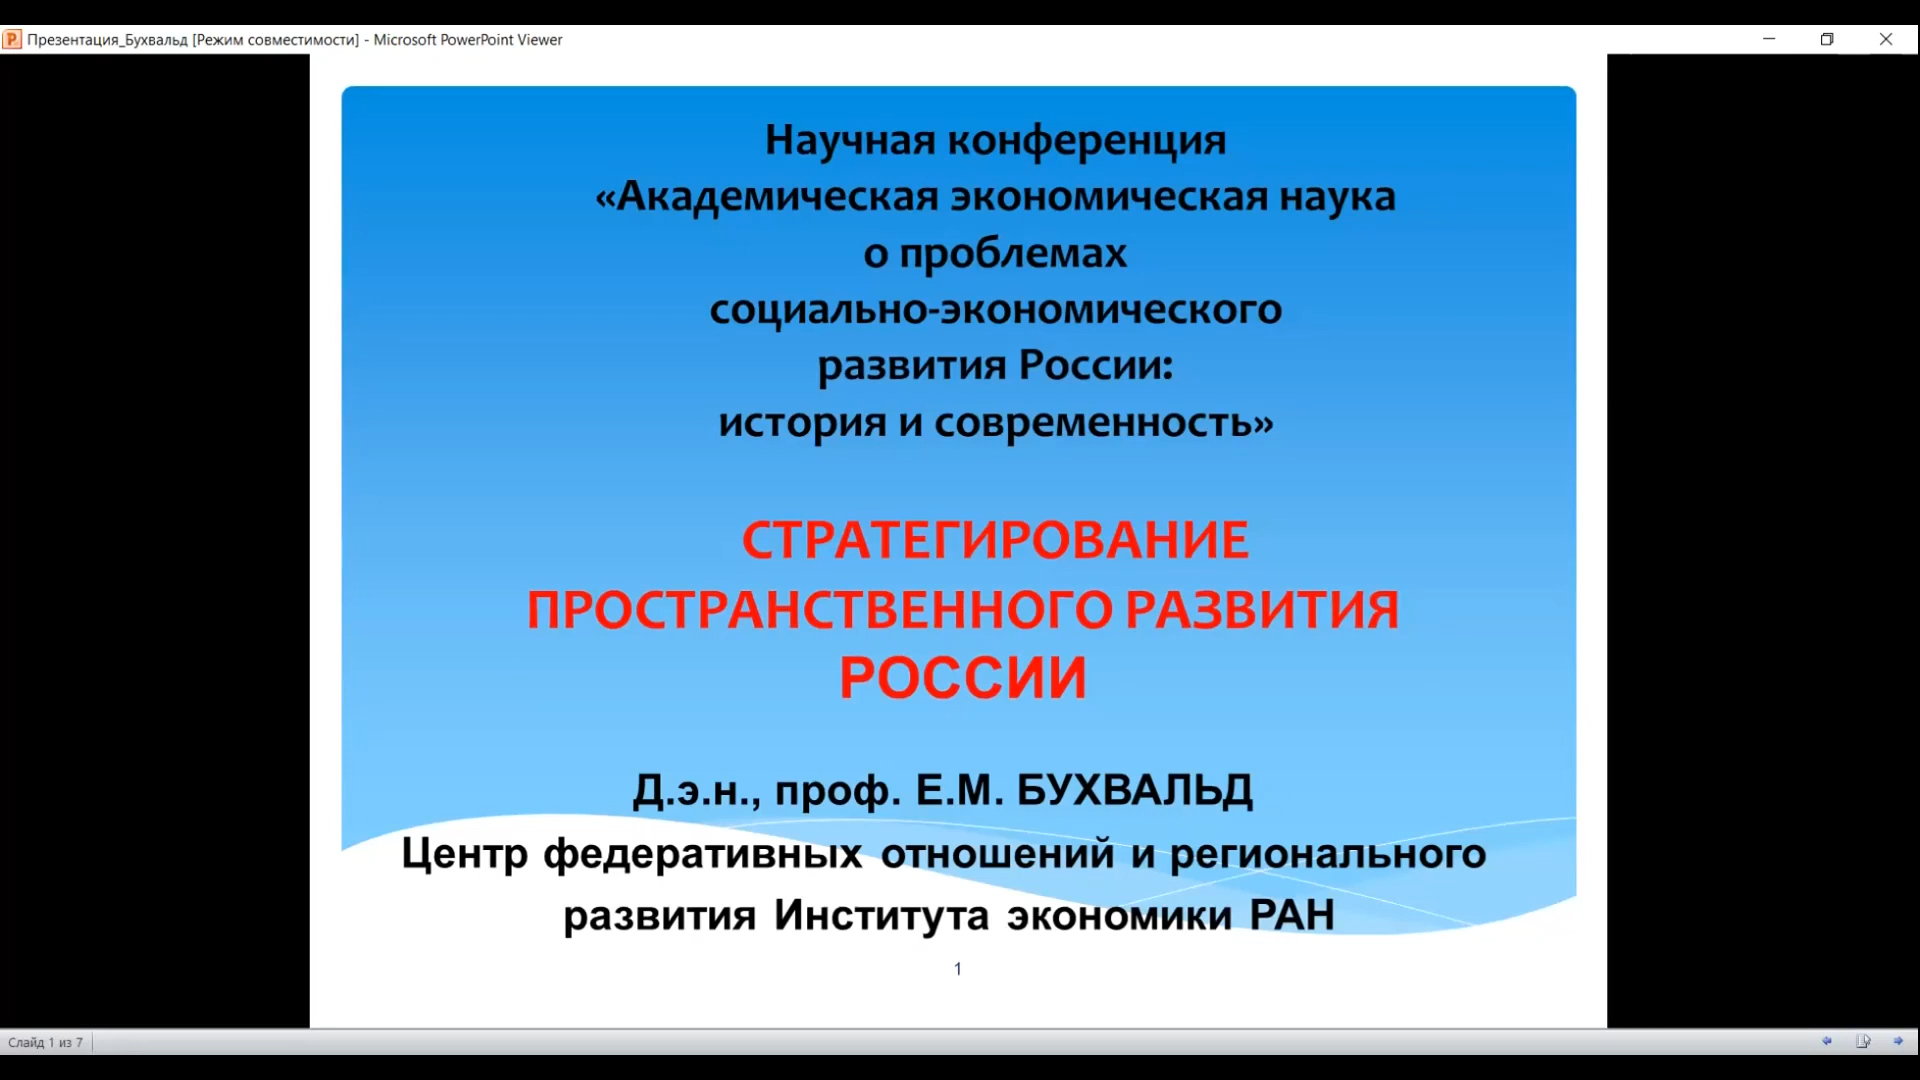 Презентация_Бухвальд [Режим совместимости] - Microsoft PowerPoint Viewer
Научная конференция
«Академическая экономическая наука
о проблемах
социально-экономического
развития России:
история и современность»
СТРАТЕГИРОВАНИЕ
ПРОСТРАНСТВЕННОГО РАЗВИТИЯ
РОССИИ
Д.э.н., проф. Е.М. БУХВАЛЬД
Центр федеративных отношений и регионального
развития Института экономики РАН
1
Слайд 1 из 7